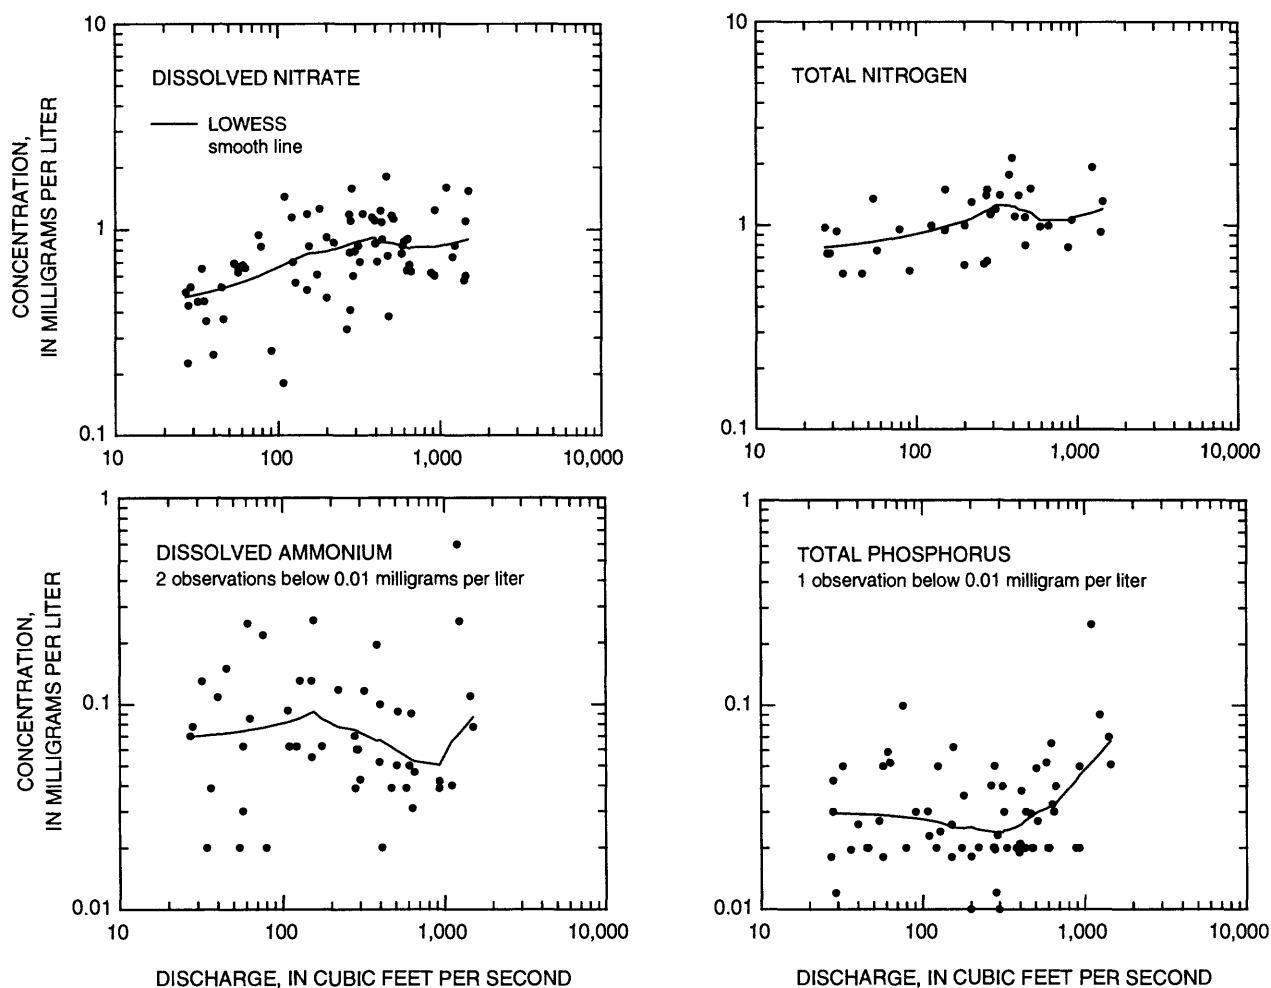 10
1
0.1
10
100
1,000
10,000
CONCENTRATION,
IN MILLIGRAMS PER LITER
DISSOLVED NITRATE
LOWESS
smooth line
10
1
0.1
10
100
1,000
10,000
TOTAL NITROGEN
1
0.1
0.01
10
100
1,000
10,000
CONCENTRATION,
IN MILLIGRAMS PER LITER
DISSOLVED AMMONIUM
2 observations below 0.01 milligrams per liter
DISCHARGE, IN CUBIC FEET PER SECOND
1
0.1
0.01
10
100
1,000
10,000
TOTAL PHOSPHORUS
1 observation below 0.01 milligram per liter
DISCHARGE, IN CUBIC FEET PER SECOND